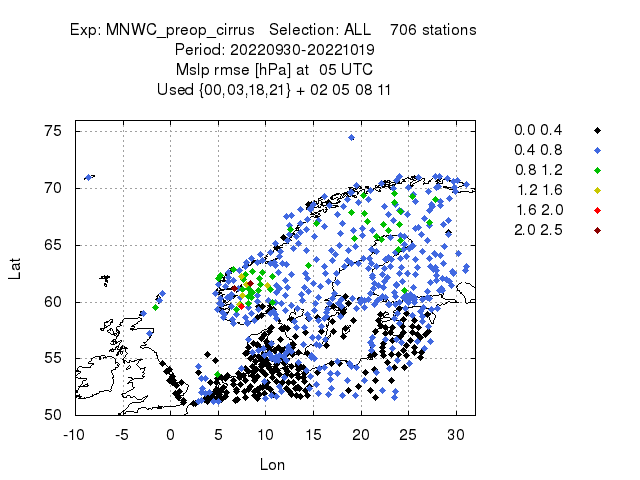 Exp: MNWC_preop_cirrus Selection: ALL 706 stations
Period: 20220930-20221019
Mslp rmse [hPa] at 05 UTC
Used {00,03,18,21} + 02 05 08 11
0.0 0.4
0.4 0.8
0.8 1.2
1.2 1.6
1.6 2.0
2.0 2.5
75
70
65
60
55
50
Lat
-10 -5 0 5 10 15 20 25 30
Lon